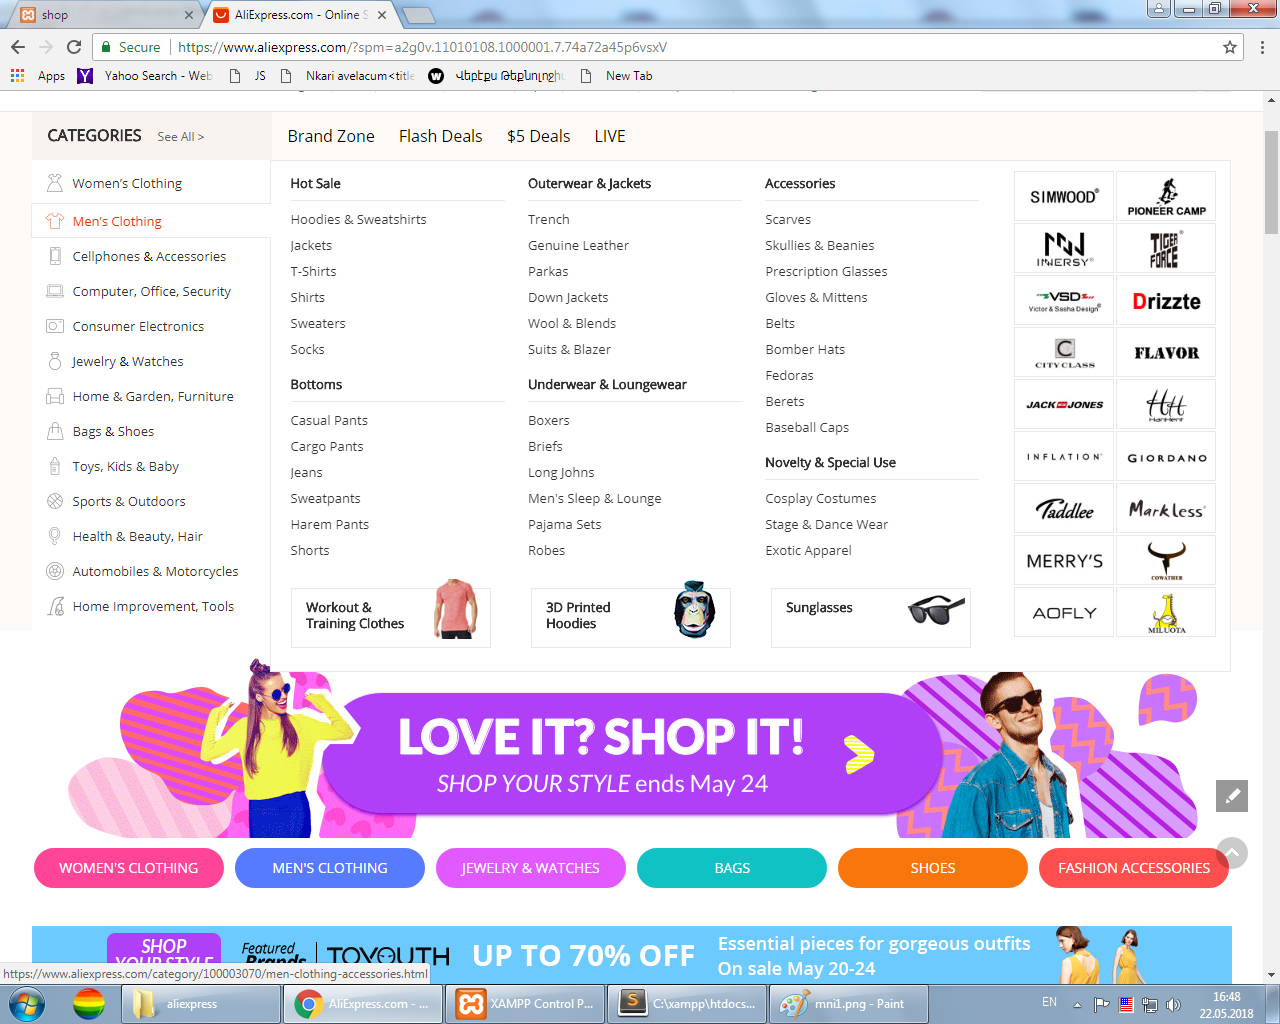 shop
AliExpress.com - Online S
Secure
https://www.aliexpress.com/?spm=a2g0v.11010108.1000001.7.74a72a45p6vsxV
Apps
Yahoo Search - Web
JS
Nkari avelacum<title
Վերէքս Թեքնոլոջի
New Tab
CATEGORIES See All >
Brand Zone Flash Deals $5 Deals LIVE
Women's Clothing
Men's Clothing
Cellphones & Accessories
Computer, Office, Security
Consumer Electronics
Jewelry & Watches
Home & Garden, Furniture
Bags & Shoes
Toys, Kids & Baby
Sports & Outdoors
Health & Beauty, Hair
Automobiles & Motorcycles
Home Improvement, Tools
Hot Sale
Hoodies & Sweatshirts
Jackets
T-Shirts
Shirts
Sweaters
Socks
Bottoms
Casual Pants
Cargo Pants
Jeans
Sweatpants
Harem Pants
Shorts
Outerwear & Jackets
Trench
Genuine Leather
Parkas
Down Jackets
Wool & Blends
Suits & Blazer
Underwear & Loungewear
Boxers
Briefs
Long Johns
Men's Sleep & Lounge
Pajama Sets
Robes
Accessories
Scarves
Skullies & Beanies
Prescription Glasses
Gloves & Mittens
Belts
Bomber Hats
Fedoras
Berets
Baseball Caps
Novelty & Special Use
Cosplay Costumes
Stage & Dance Wear
Exotic Apparel
Workout &
Training Clothes
3D Printed
Hoodies
Sunglasses
SIMWOOD®
PIONEER CAMP
INNERSY®
TIGER
FORCE®
VSD
Victor & Sasha Design®
Drizzte
CITY CLASS
FLAVOR
JACK & JONES
HH
HanHent
INFLATION
GIORDANO
Taddlee
Markless
MERRY'S
COWATHER
AOFLY
MILUOTA
LOVE IT? SHOP IT!
SHOP YOUR STYLE ends May 24
WOMEN'S CLOTHING
MEN'S CLOTHING
JEWELRY & WATCHES
BAGS
SHOES
FASHION ACCESSORIES
SHOP
YOUR STYLE
Featured
Brands
TOYOUTH
UP TO 70% OFF
Essential pieces for gorgeous outfits
On sale May 20-24
https://www.aliexpress.com/category/100003070/men-clothing-accessories.html
aliexpress
AliExpress.com - ...
XAMPP Control P...
C:\xampp\htdocs...
mni1.png - Paint
EN
16:48
22.05.2018